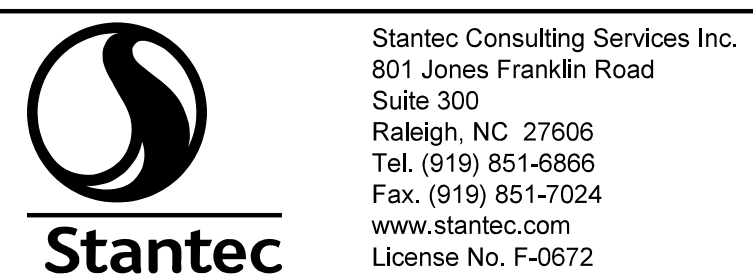 Stantec
Stantec Consulting Services Inc.
801 Jones Franklin Road
Suite 300
Raleigh, NC  27606
Tel. (919) 851-6866
Fax. (919) 851-7024
www.stantec.com
License No. F-0672